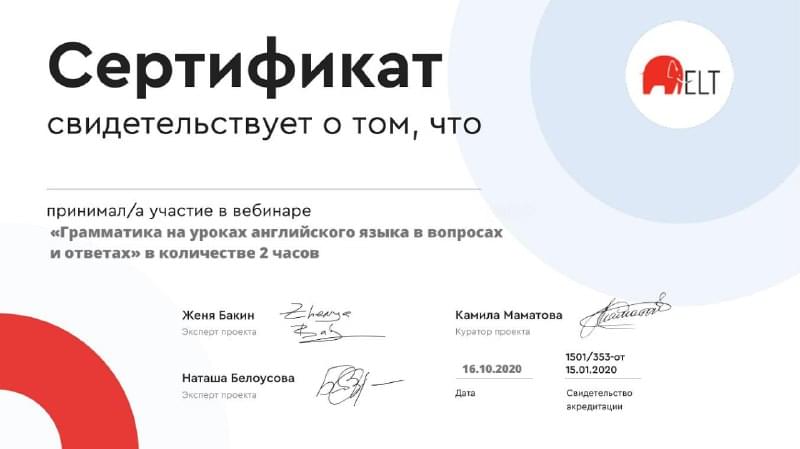 Сертификат
ELT
свидетельствует о том, что
принимал/а участие в вебинаре
«Грамматика на уроках английского языка в вопросах
и ответах» в количестве 2 часов
Женя Бакин
Эксперт проекта
Zhenya
Bak
Камила Маматова
Куратор проекта
Наташа Белоусова
Эксперт проекта
16.10.2020
Дата
1501/353-от
15.01.2020
Свидетельство
акредитации